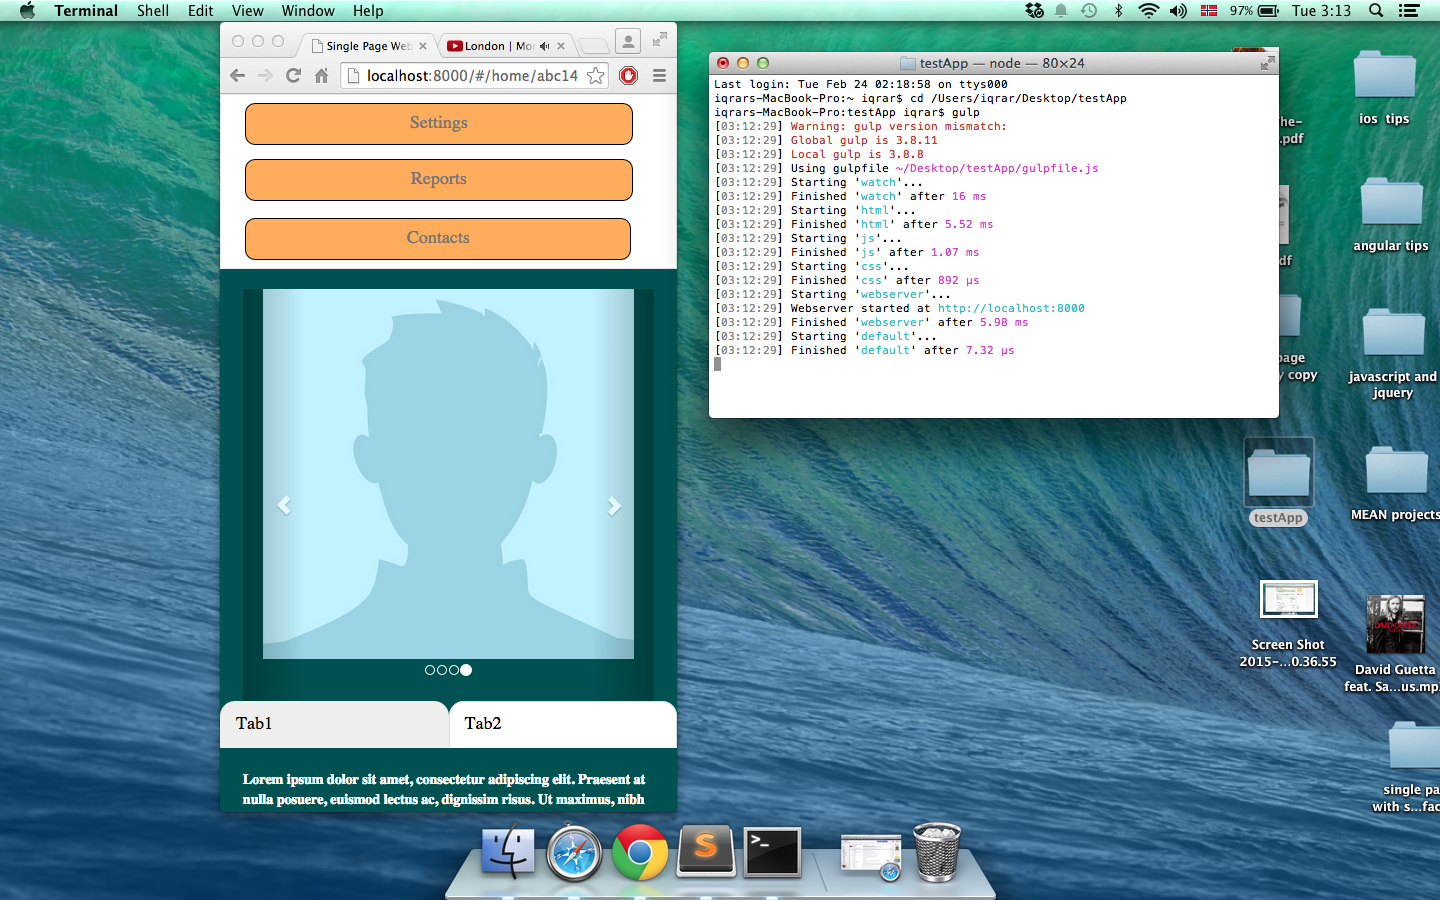 Terminal Shell Edit View Window Help
97% Tue 3:13
Single Page Web
London | Mo
localhost:8000/#/home/abc14
Settings
Reports
Contacts
Tab1
Tab2
Lorem ipsum dolor sit amet, consectetur adipiscing elit. Praesent at
nulla posuere, euismod lectus ac, dignissim risus. Ut maximus, nibh
testApp — node — 80×24
Last login: Tue Feb 24 02:18:58 on ttys000
iqrars-MacBook-Pro:~ iqrar$ cd /Users/iqrar/Desktop/testApp
iqrars-MacBook-Pro:testApp iqrar$ gulp
[03:12:29] Warning: gulp version mismatch:
[03:12:29] Global gulp is 3.8.11
[03:12:29] Local gulp is 3.8.8
[03:12:29] Using gulpfile ~/Desktop/testApp/gulpfile.js
[03:12:29] Starting 'watch'...
[03:12:29] Finished 'watch' after 16 ms
[03:12:29] Starting 'html'...
[03:12:29] Finished 'html' after 5.52 ms
[03:12:29] Starting 'js'...
[03:12:29] Finished 'js' after 1.07 ms
[03:12:29] Starting 'css'...
[03:12:29] Finished 'css' after 892 μs
[03:12:29] Starting 'webserver'...
[03:12:29] Webserver started at http://localhost:8000
[03:12:29] Finished 'webserver' after 5.98 ms
[03:12:29] Starting 'default'...
[03:12:29] Finished 'default' after 7.32 μs
he-
.pdf
df
page
y copy
testApp
Screen Shot
2015-...0.36.55
ios tips
angular tips
javascript and
jquery
MEAN projects
David Guetta
feat. Sa...us.mp
single pa
with s...fac
S
>_